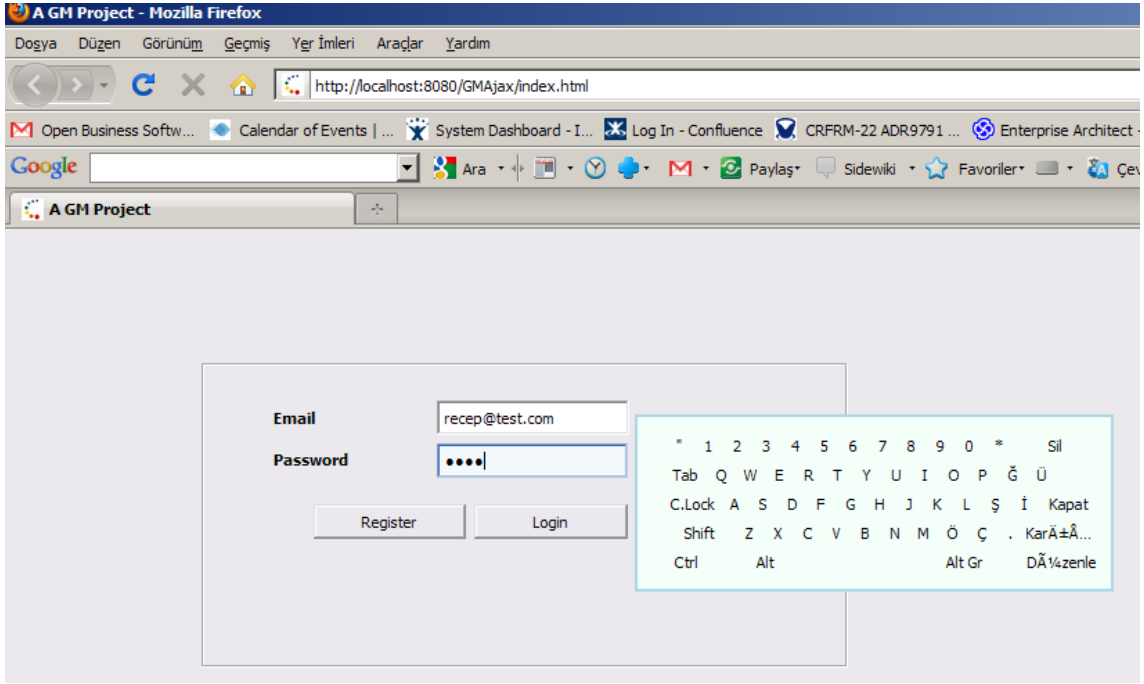 A GM Project - Mozilla Firefox
Dosya Düzen Görünüm Geçmiş Yer İmleri Araçlar Yardım
http://localhost:8080/GMAjax/index.html
Open Business Softw... Calendar of Events | ... System Dashboard - I... Log In - Confluence CRFRM-22 ADR9791 ... Enterprise Architect -
Google Ara Paylaş Sidewiki Favoriler Çev
A GM Project
Email recep@test.com
Password ••••
Register Login
" 1 2 3 4 5 6 7 8 9 0 * Sil
Tab Q W E R T Y U I O P Ğ Ü
C.Lock A S D F G H J K L Ş İ Kapat
Shift Z X C V B N M Ö Ç . KarÄ±Å...
Ctrl Alt Alt Gr DÃ¼zenle